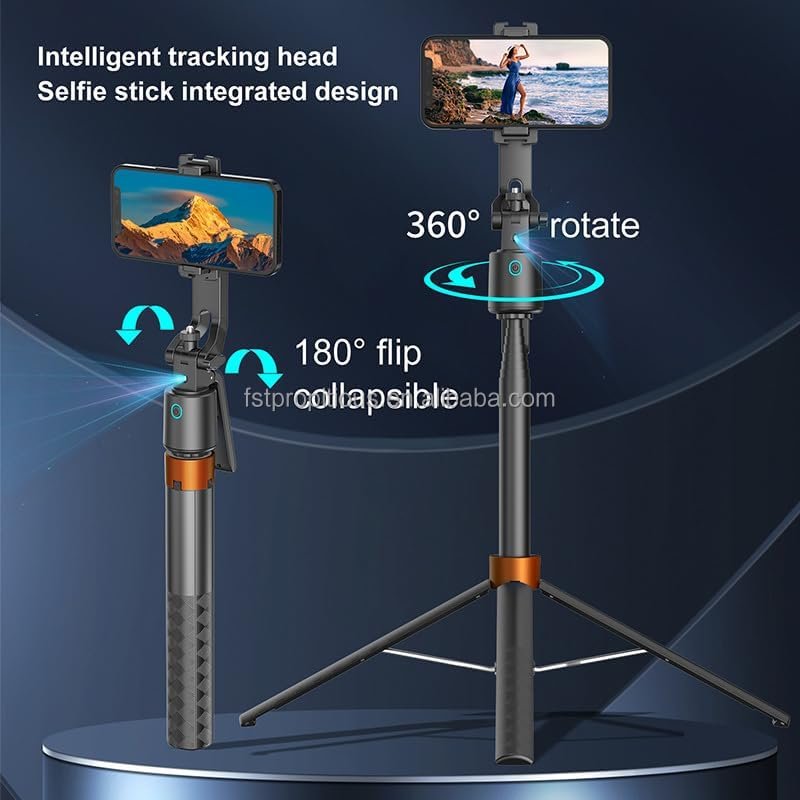 Intelligent tracking head
Selfie stick integrated design
360° rotate
180° flip
collapsible